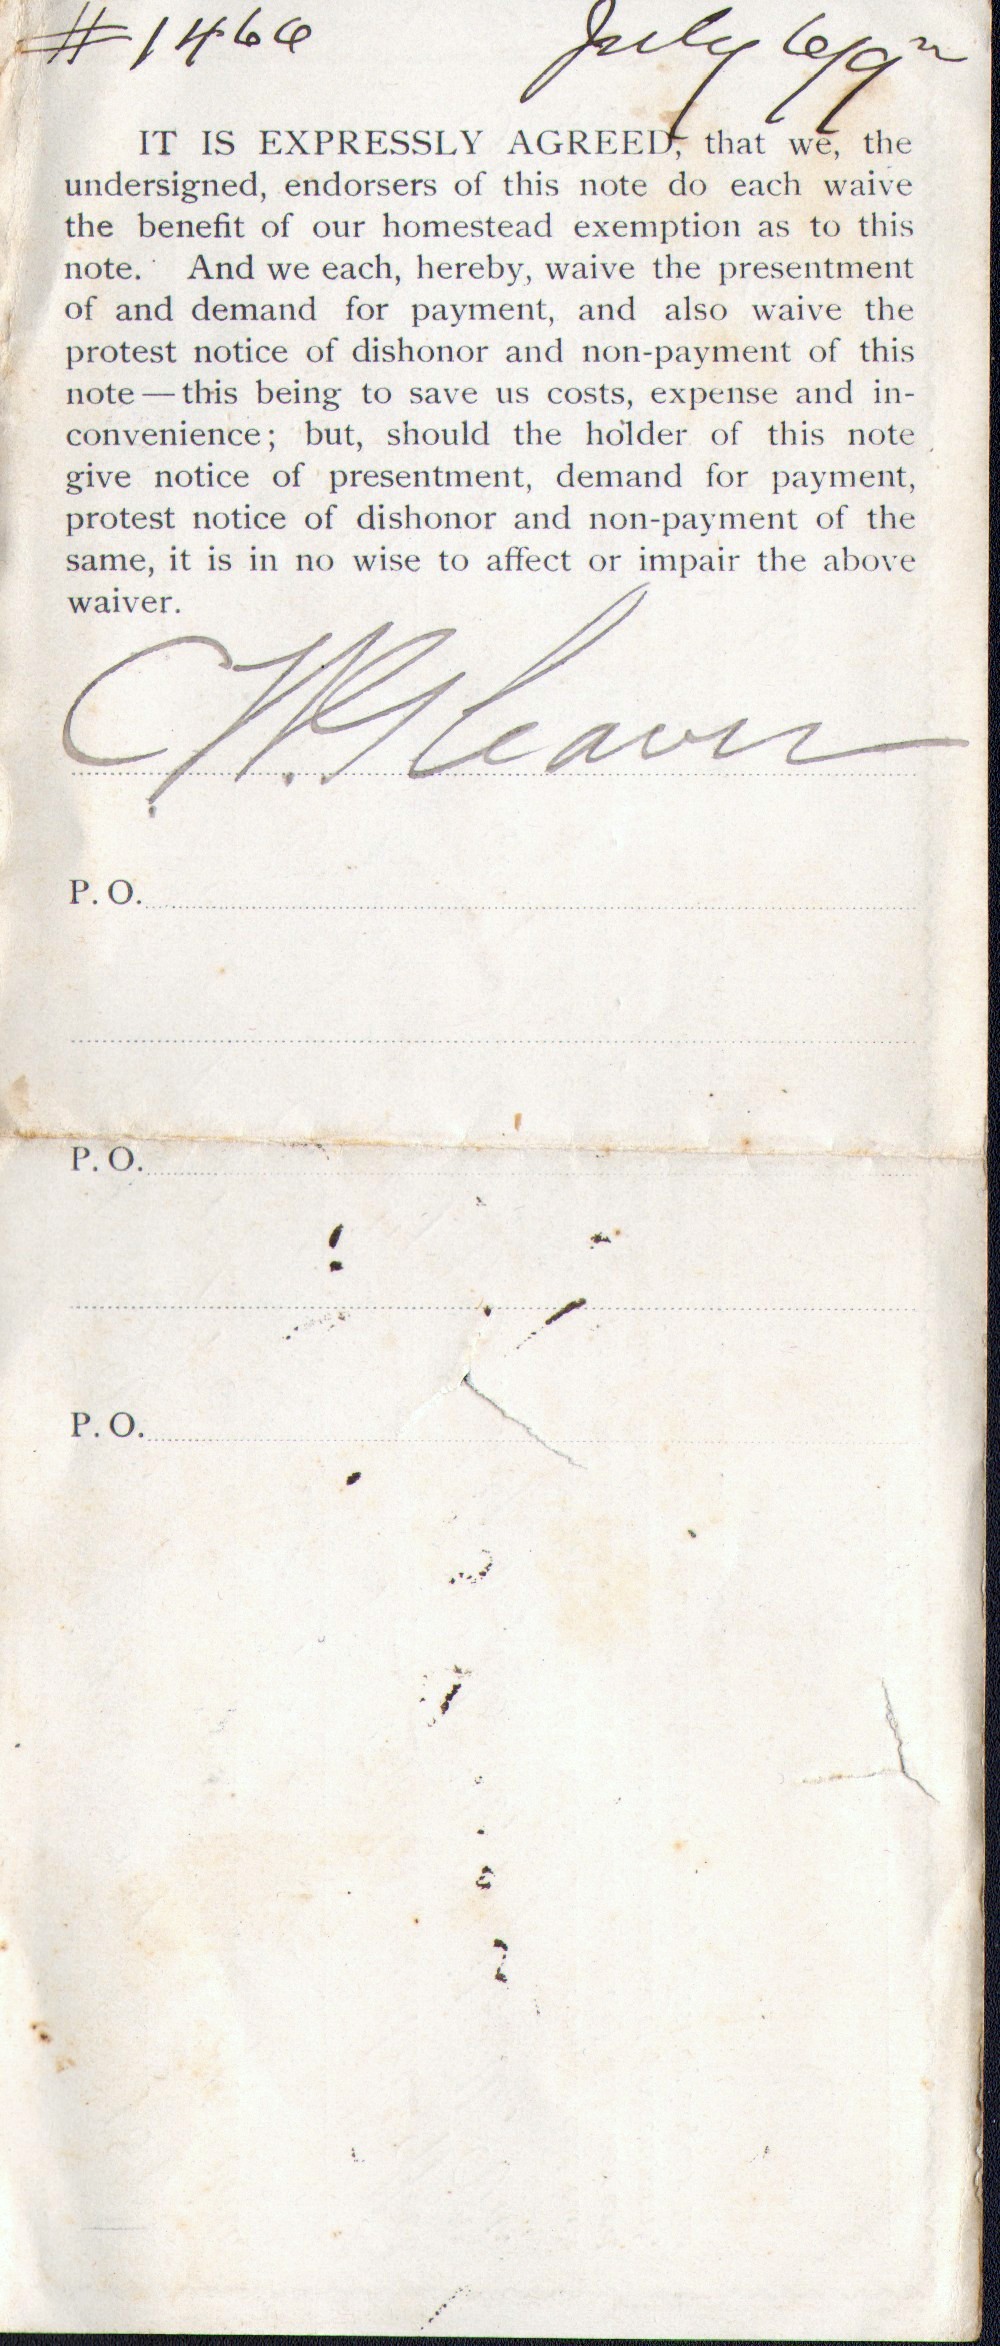 #1466 July 6/9
IT IS EXPRESSLY AGREED, that we, the
undersigned, endorsers of this note do each waive
the benefit of our homestead exemption as to this
note. And we each, hereby, waive the presentment
of and demand for payment, and also waive the
protest notice of dishonor and non-payment of this
note—this being to save us costs, expense and in-
convenience; but, should the holder of this note
give notice of presentment, demand for payment,
protest notice of dishonor and non-payment of the
same, it is in no wise to affect or impair the above
waiver.
P. O.
P. O.
P. O.